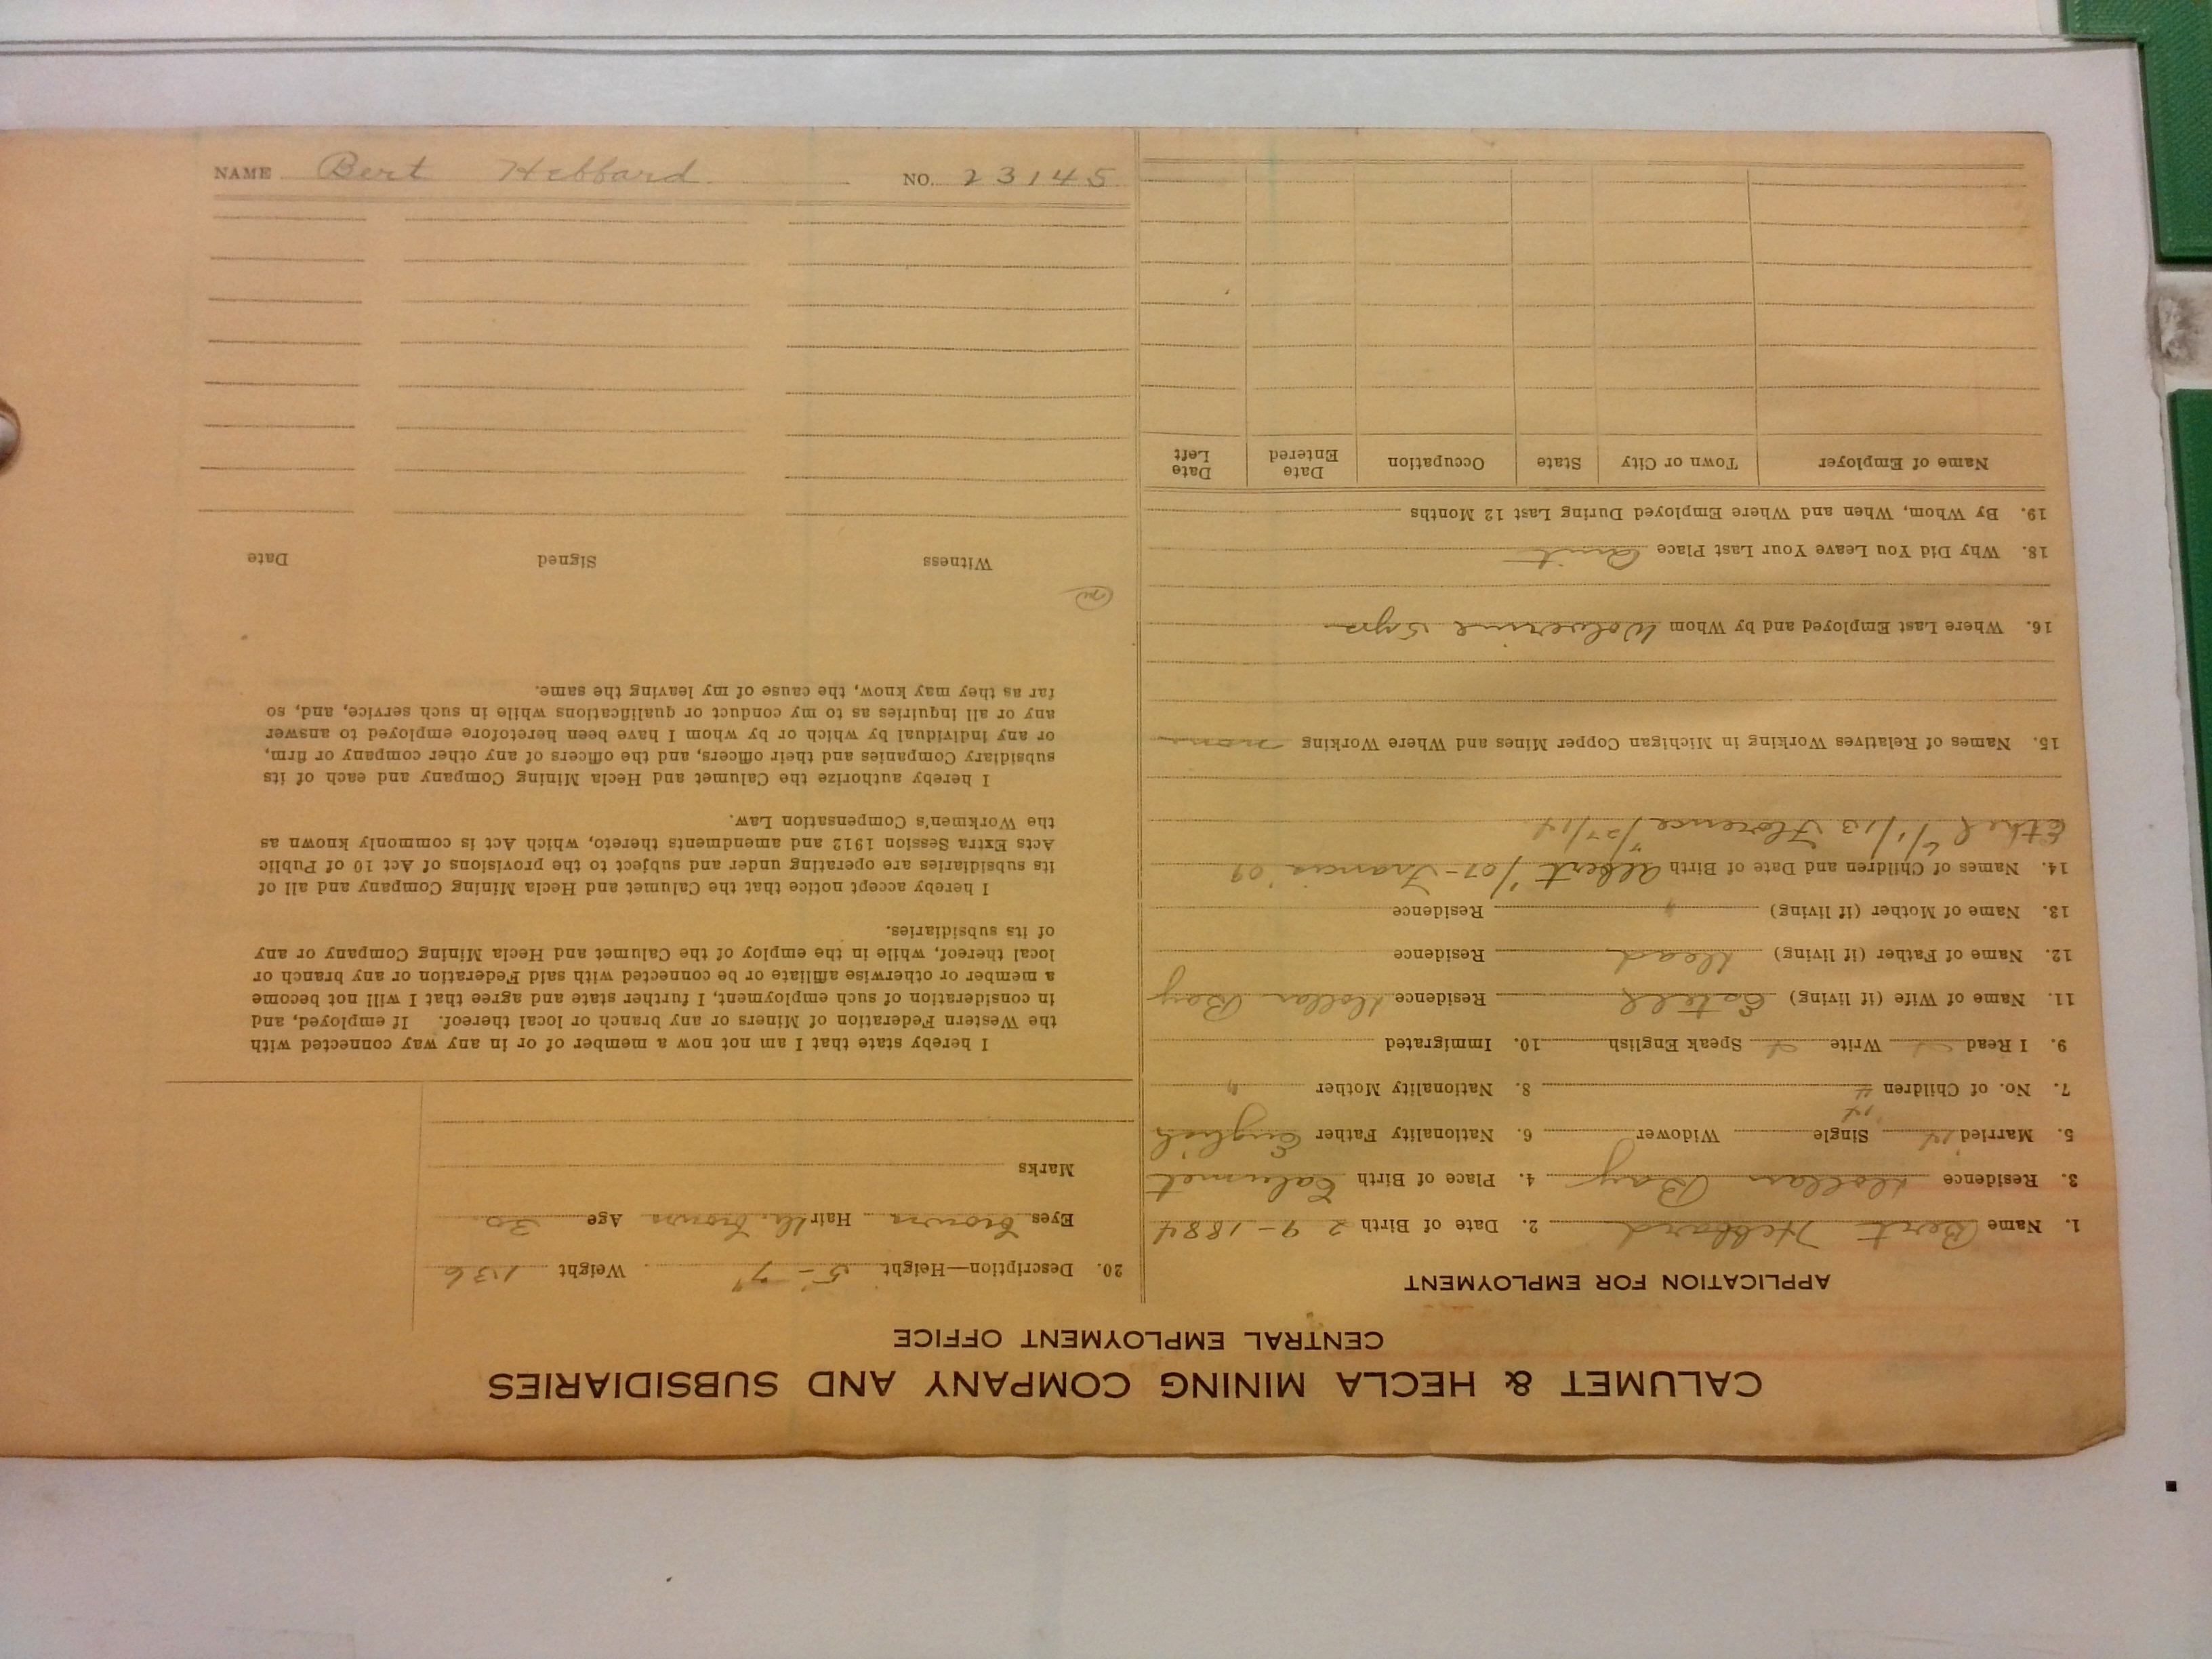 CALUMET & HECLA MINING COMPANY AND SUBSIDIARIES
CENTRAL EMPLOYMENT OFFICE
APPLICATION FOR EMPLOYMENT
1. Name Bert Hebbard 2. Date of Birth 2-9-1884
3. Residence Dollar Bay 4. Place of Birth Calumet
5. Married Single Widower 6. Nationality Father English
7. No. of Children 4 8. Nationality Mother "
9. I Read Write Speak English 10. Immigrated
11. Name of Wife (if living) Estell Residence Dollar Bay
12. Name of Father (if living) Dead Residence
13. Name of Mother (if living) " Residence
14. Names of Children and Date of Birth Albert /07- Francis '09
Ethel 6/1/13 Florence 7/27/14
15. Names of Relatives Working in Michigan Copper Mines and Where Working none
16. Where Last Employed and by Whom Wolverine 5 yrs
18. Why Did You Leave Your Last Place Quit
19. By Whom, When and Where Employed During Last 12 Months
Name of Employer Town or City State Occupation Date Entered Date Left
20. Description—Height 5-7" Weight 136
Eyes brown Hair brown Age 30
Marks
I hereby state that I am not now a member of or in any way connected with
the Western Federation of Miners or any branch or local thereof. If employed, and
in consideration of such employment, I further state and agree that I will not become
a member or otherwise affiliate or be connected with said Federation or any branch or
local thereof, while in the employ of the Calumet and Hecla Mining Company or any
of its subsidiaries.
I hereby accept notice that the Calumet and Hecla Mining Company and all of
its subsidiaries are operating under and subject to the provisions of Act 10 of Public
Acts Extra Session 1912 and amendments thereto, which Act is commonly known as
the Workmen's Compensation Law.
I hereby authorize the Calumet and Hecla Mining Company and each of its
subsidiary Companies and their officers, and the officers of any other company or firm,
or any individual by which or by whom I have been heretofore employed to answer
any or all inquiries as to my conduct or qualifications while in such service, and, so
far as they may know, the cause of my leaving the same.
Witness Signed Date
NAME Bert Hebbard NO. 23145